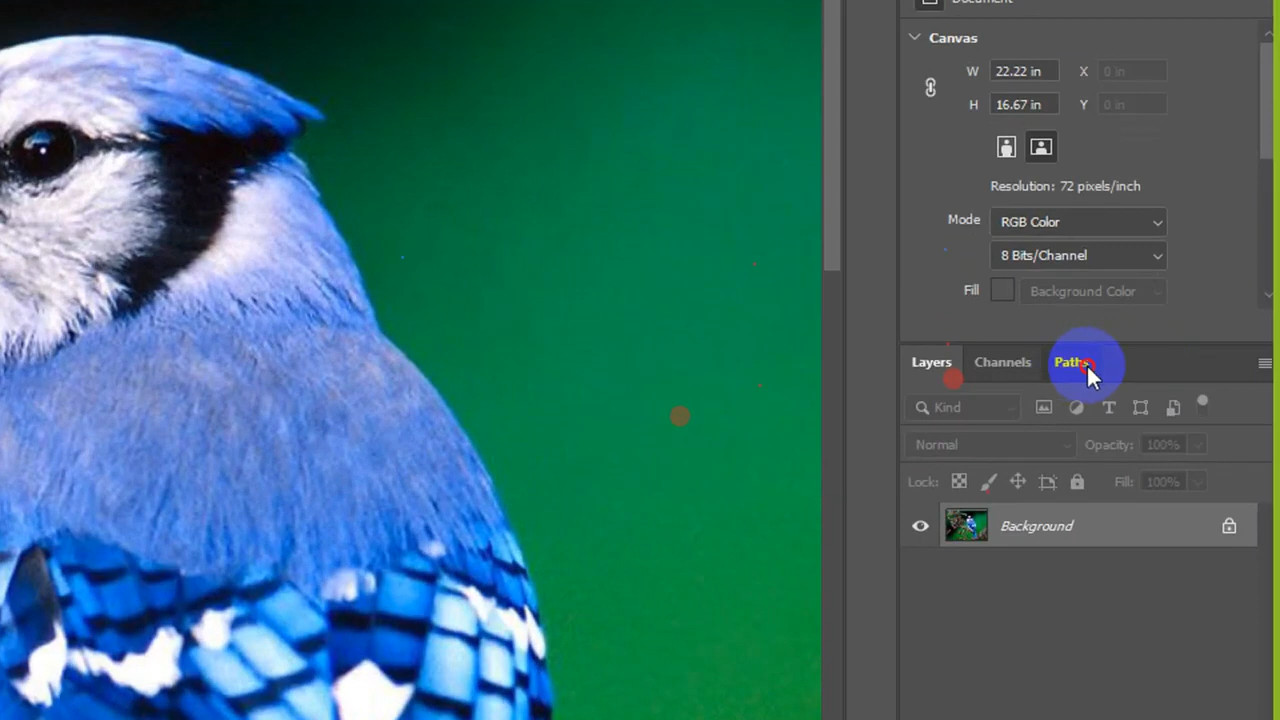 Document
Canvas
W 22.22 in X 0 in
H 16.67 in Y 0 in
Resolution: 72 pixels/inch
Mode RGB Color
8 Bits/Channel
Fill Background Color
Layers Channels Paths
Kind T
Normal Opacity: 100%
Lock: Fill: 100%
Background